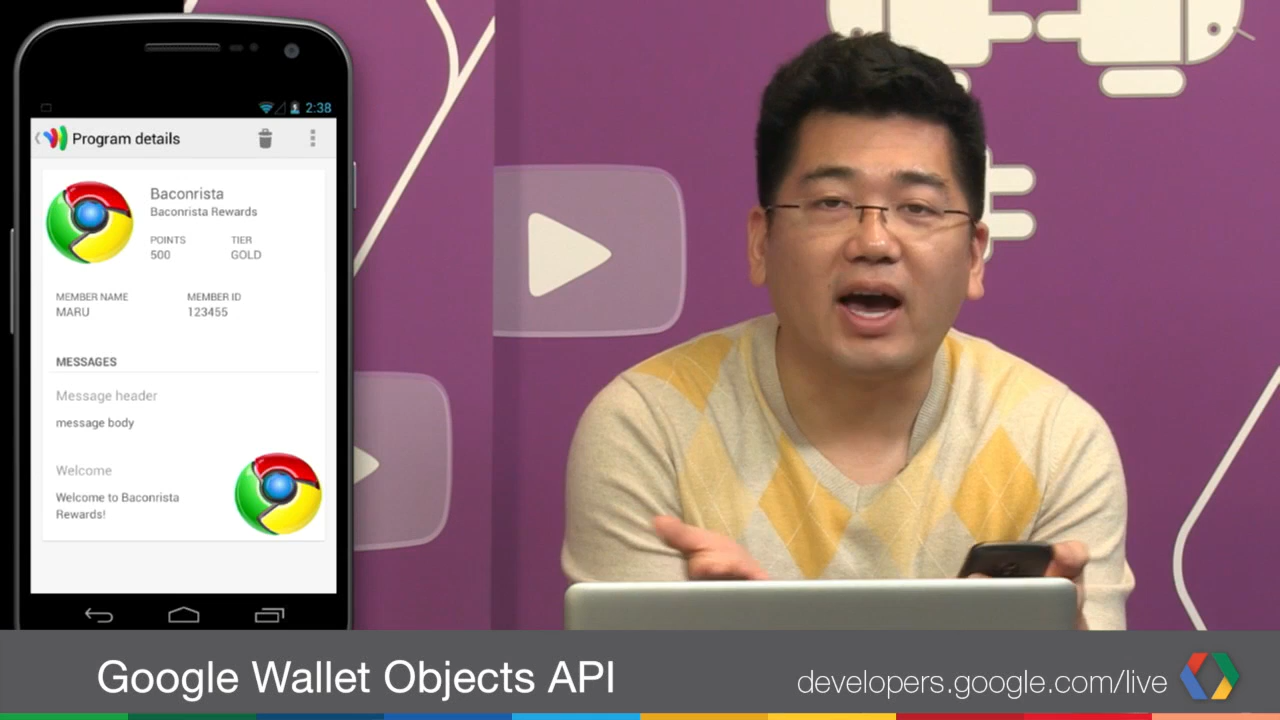 2:38
Program details
Baconrista
Baconrista Rewards
POINTS TIER
500 GOLD
MEMBER NAME MEMBER ID
MARU 123455
MESSAGES
Message header
message body
Welcome
Welcome to Baconrista
Rewards!
Google Wallet Objects API
developers.google.com/live